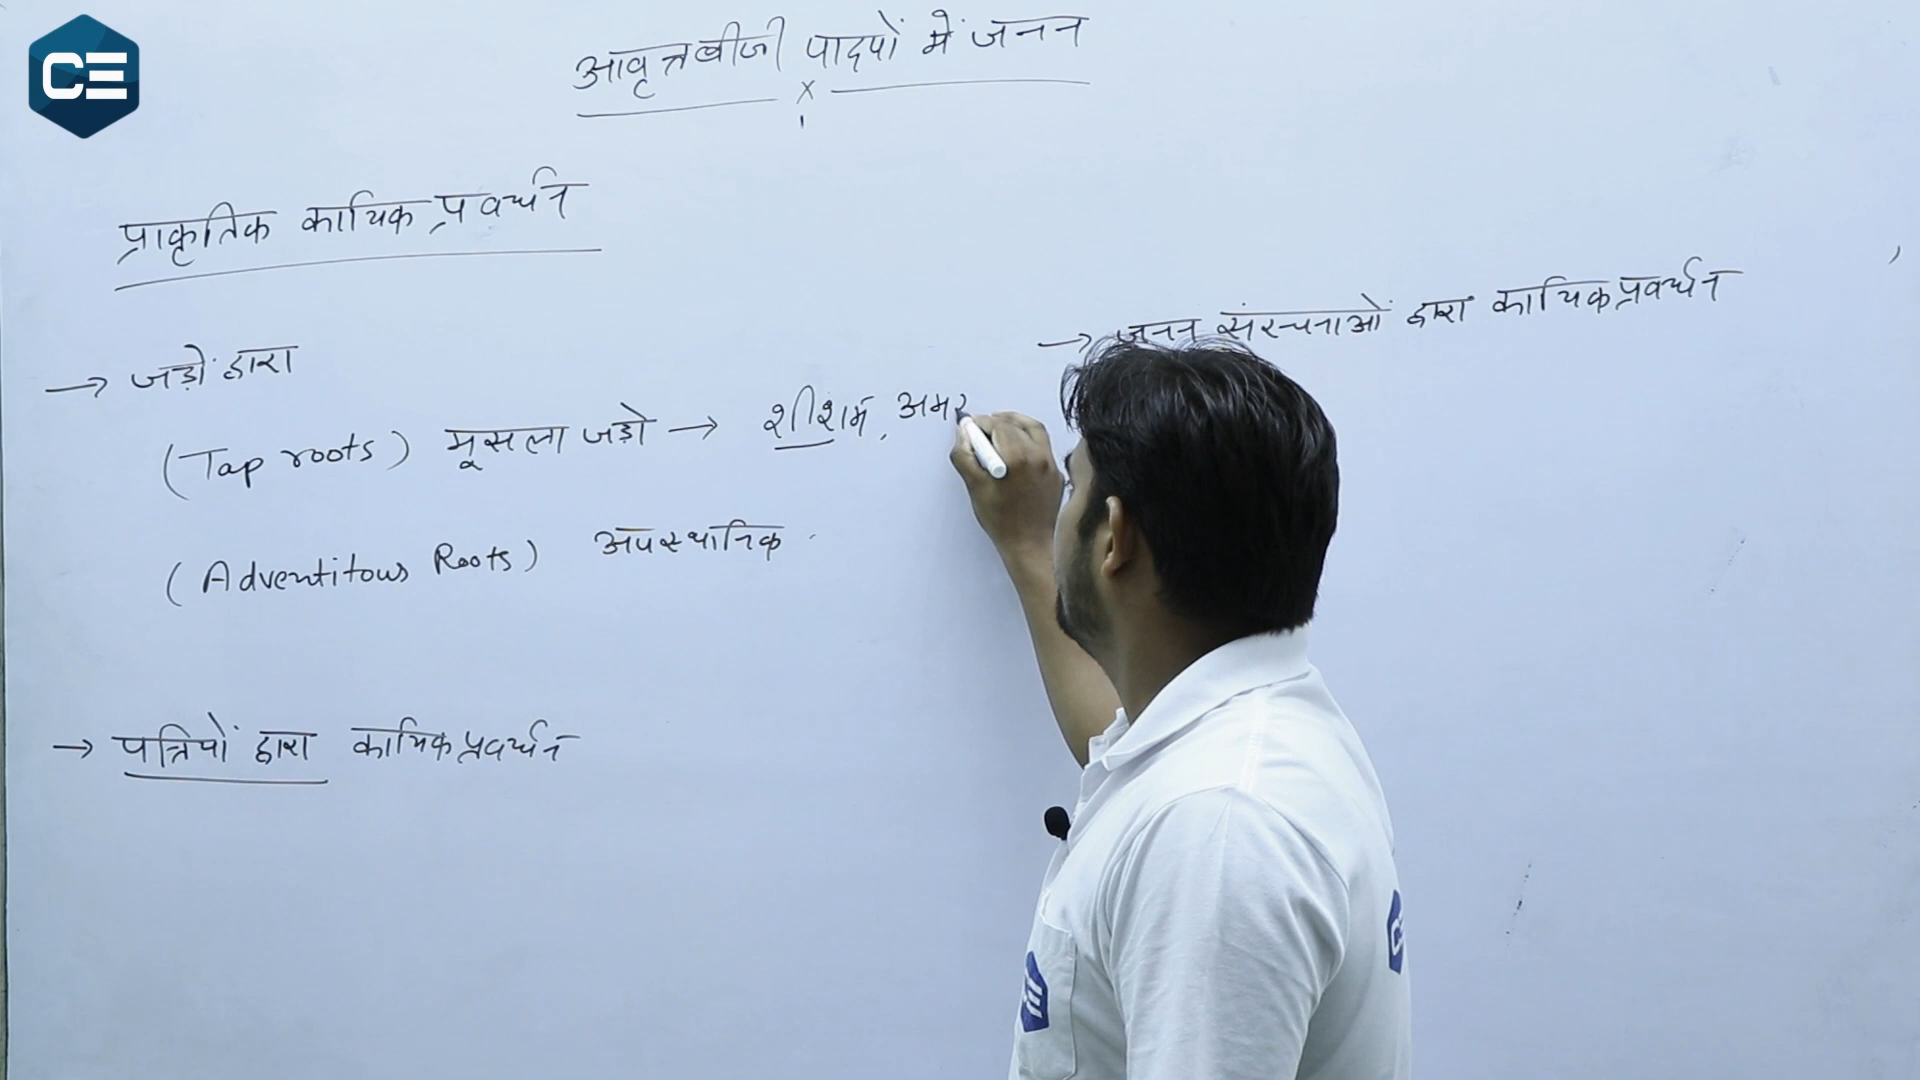 CE
आवृत्तबीजी पादपों में जनन
x
प्राकृतिक कायिक प्रवर्धन
→ जनन संरचनाओं द्वारा कायिक प्रवर्धन
→ जड़ों द्वारा
(Tap roots) मूसला जड़ो → शीशम, अमर
(Adventitous Roots) अपस्थानिक
→ पत्तियों द्वारा कायिक प्रवर्धन